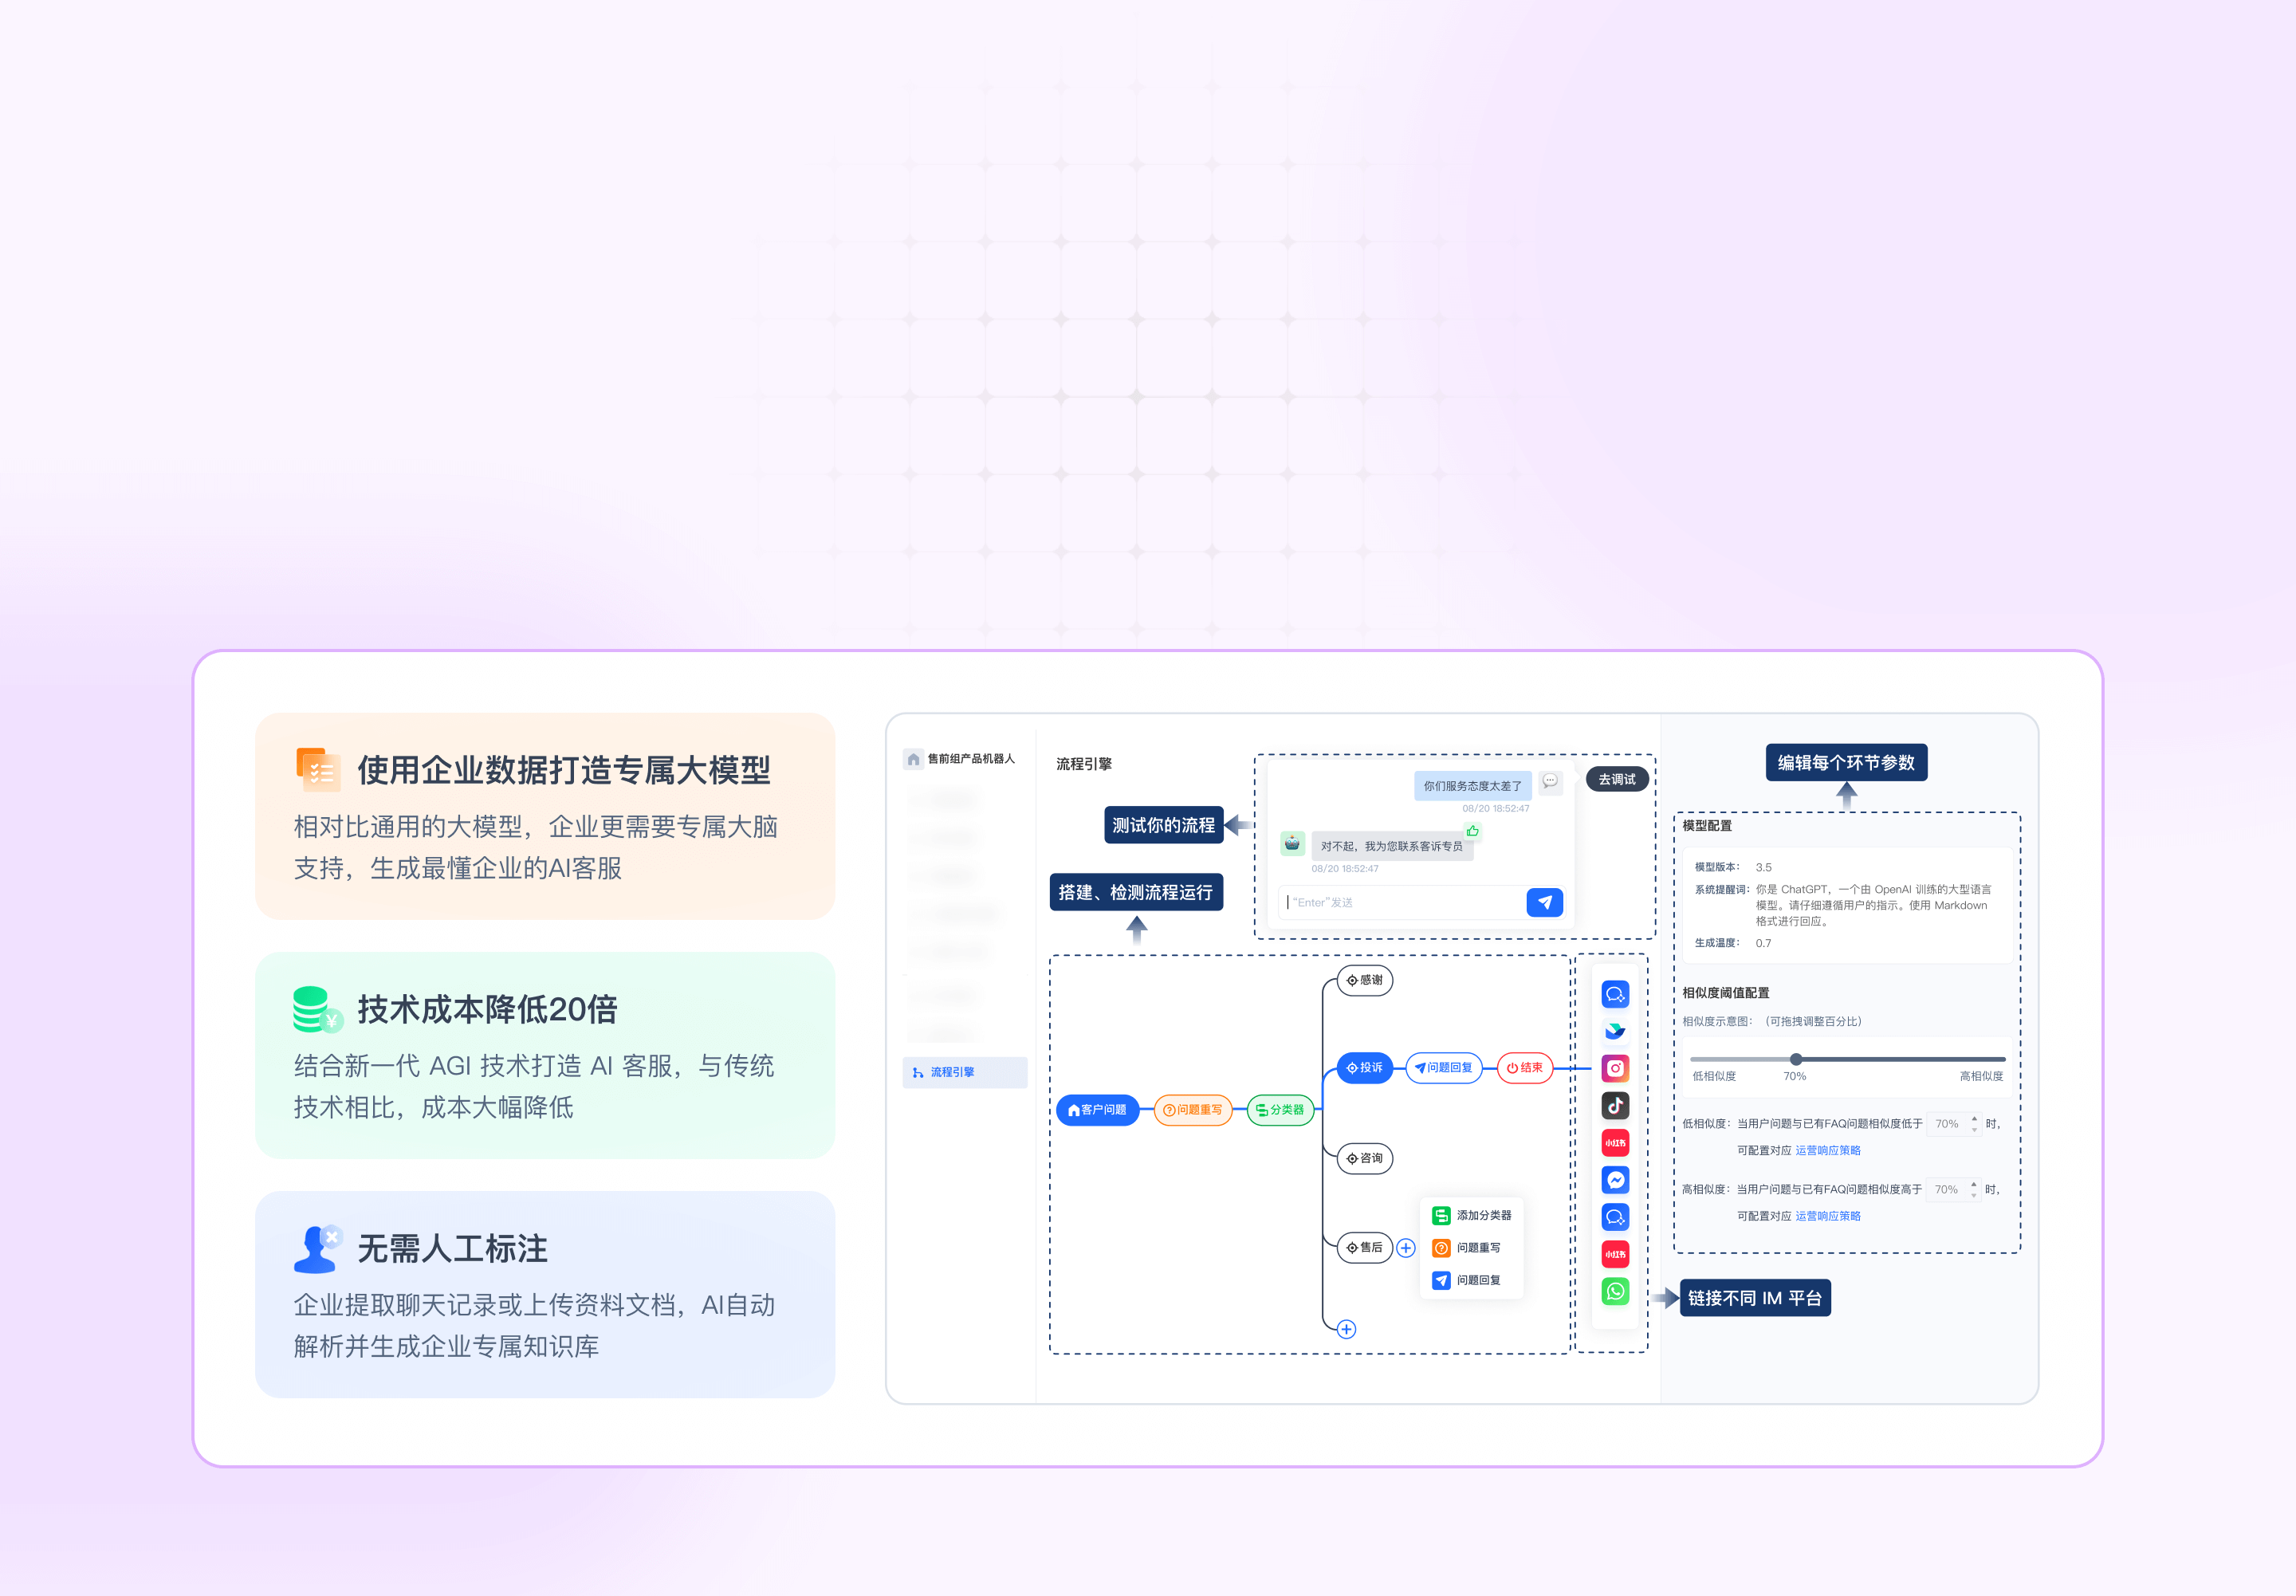 使用企业数据打造专属大模型
相对比通用的大模型，企业更需要专属大脑
支持，生成最懂企业的AI客服
技术成本降低20倍
结合新一代 AGI 技术打造 AI 客服，与传统
技术相比，成本大幅降低
无需人工标注
企业提取聊天记录或上传资料文档，AI自动
解析并生成企业专属知识库
售前组产品机器人
流程引擎
流程引擎
测试你的流程
搭建、检测流程运行
你们服务态度太差了
08/20 18:52:47
去调试
对不起，我为您联系客诉专员
08/20 18:52:47
“Enter”发送
客户问题
问题重写
分类器
感谢
投诉
问题回复
结束
咨询
售后
添加分类器
问题重写
问题回复
小红书
小红书
编辑每个环节参数
模型配置
模型版本： 3.5
系统提醒词： 你是 ChatGPT，一个由 OpenAI 训练的大型语言
模型。请仔细遵循用户的指示。使用 Markdown
格式进行回应。
生成温度： 0.7
相似度阈值配置
相似度示意图： （可拖拽调整百分比）
低相似度 70% 高相似度
低相似度：当用户问题与已有FAQ问题相似度低于 70% 时，
可配置对应 运营响应策略
高相似度：当用户问题与已有FAQ问题相似度高于 70% 时，
可配置对应 运营响应策略
链接不同 IM 平台